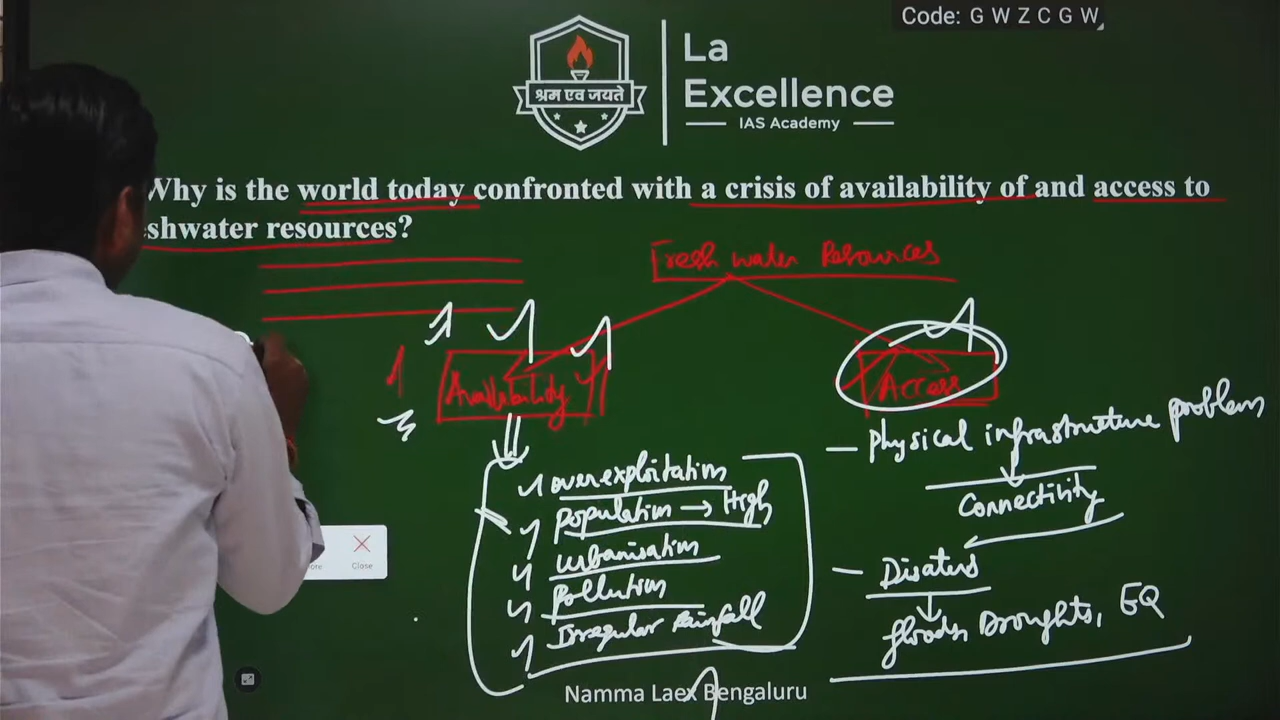 Code: G W Z C G W
श्रम एव जयते
La
Excellence
IAS Academy
Why is the world today confronted with a crisis of availability of and access to
shwater resources?
Fresh water Resources
Availability
Access
overexploitation
population → High
urbanisation
pollution
Irregular Rainfall
– Physical infrastructure problem
Connectivity
– Disaters
floods, Droughts, EQ
Close
Namma Laex Bengaluru